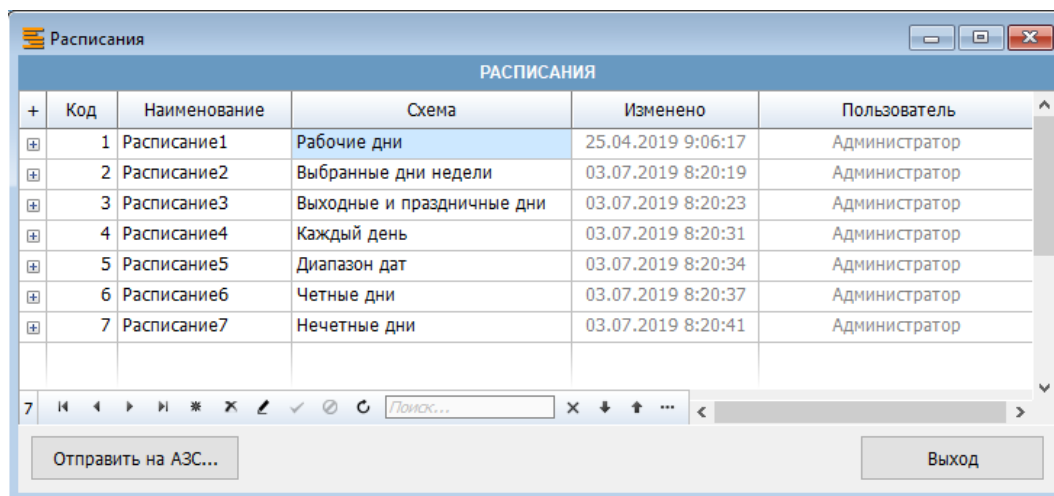 Расписания
РАСПИСАНИЯ
+ Код Наименование Схема Изменено Пользователь
1 Расписание1 Рабочие дни 25.04.2019 9:06:17 Администратор
2 Расписание2 Выбранные дни недели 03.07.2019 8:20:19 Администратор
3 Расписание3 Выходные и праздничные дни 03.07.2019 8:20:23 Администратор
4 Расписание4 Каждый день 03.07.2019 8:20:31 Администратор
5 Расписание5 Диапазон дат 03.07.2019 8:20:34 Администратор
6 Расписание6 Четные дни 03.07.2019 8:20:37 Администратор
7 Расписание7 Нечетные дни 03.07.2019 8:20:41 Администратор
7 Поиск...
Отправить на АЗС... Выход